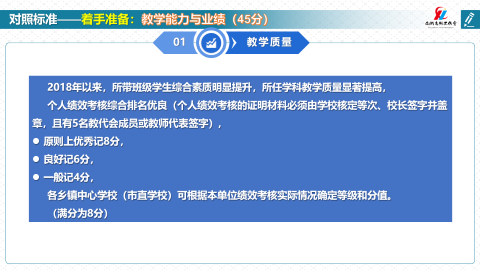 对照标准——着手准备：教学能力与业绩（45分）
01 教学质量
2018年以来，所带班级学生综合素质明显提升，所任学科教学质量显著提高，
个人绩效考核综合排名优良（个人绩效考核的证明材料必须由学校核定等次、校长签字并盖
章，且有5名教代会成员或教师代表签字），
● 原则上优秀记8分，
● 良好记6分，
● 一般记4分，
各乡镇中心学校（市直学校）可根据本单位绩效考核实际情况确定等级和分值。
（满分为8分）